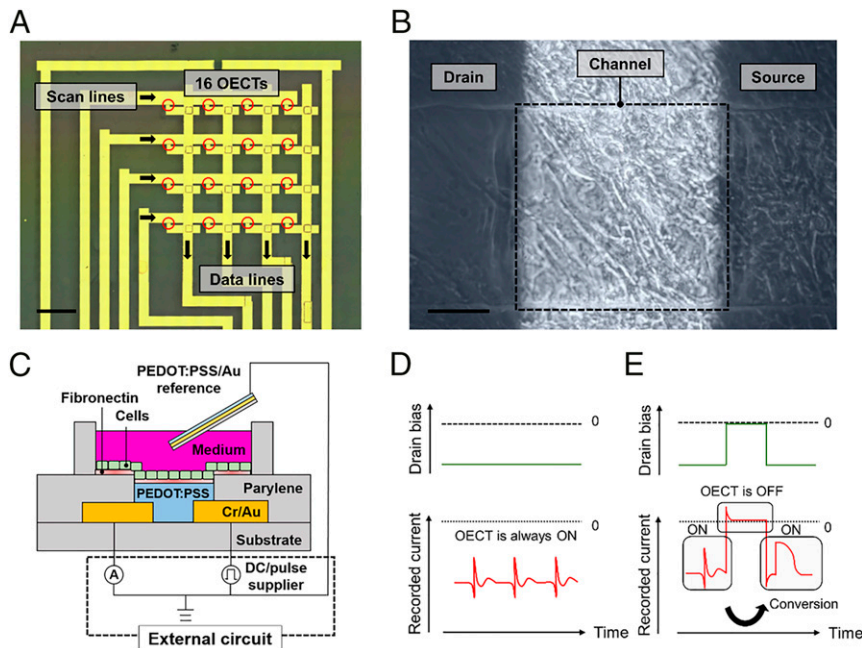 A
16 OECTs
Scan lines
Data lines
B
Drain
Channel
Source
C
PEDOT:PSS/Au
reference
Fibronectin
Cells
Medium
PEDOT:PSS
Parylene
Cr/Au
Substrate
A
DC/pulse
supplier
External circuit
D
Drain bias
0
Recorded current
0
OECT is always ON
Time
E
Drain bias
0
OECT is OFF
Recorded current
ON
0
ON
Conversion
Time